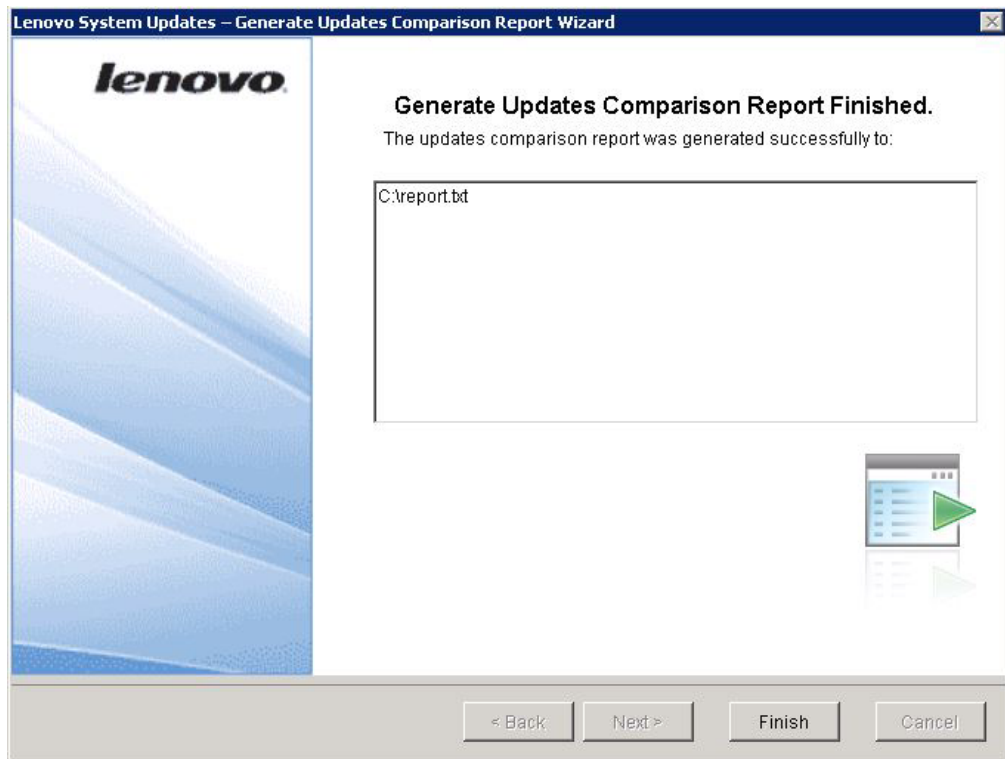 Lenovo System Updates – Generate Updates Comparison Report Wizard
lenovo
Generate Updates Comparison Report Finished.
The updates comparison report was generated successfully to:
C:\report.txt
< Back
Next >
Finish
Cancel